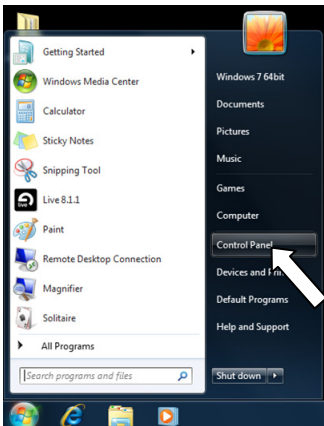 Getting Started
Windows Media Center
Calculator
Sticky Notes
Snipping Tool
Live 8.1.1
Paint
Remote Desktop Connection
Magnifier
Solitaire
All Programs
Search programs and files
Windows 7 64bit
Documents
Pictures
Music
Games
Computer
Control Panel
Devices and
Default Programs
Help and Support
Shut down